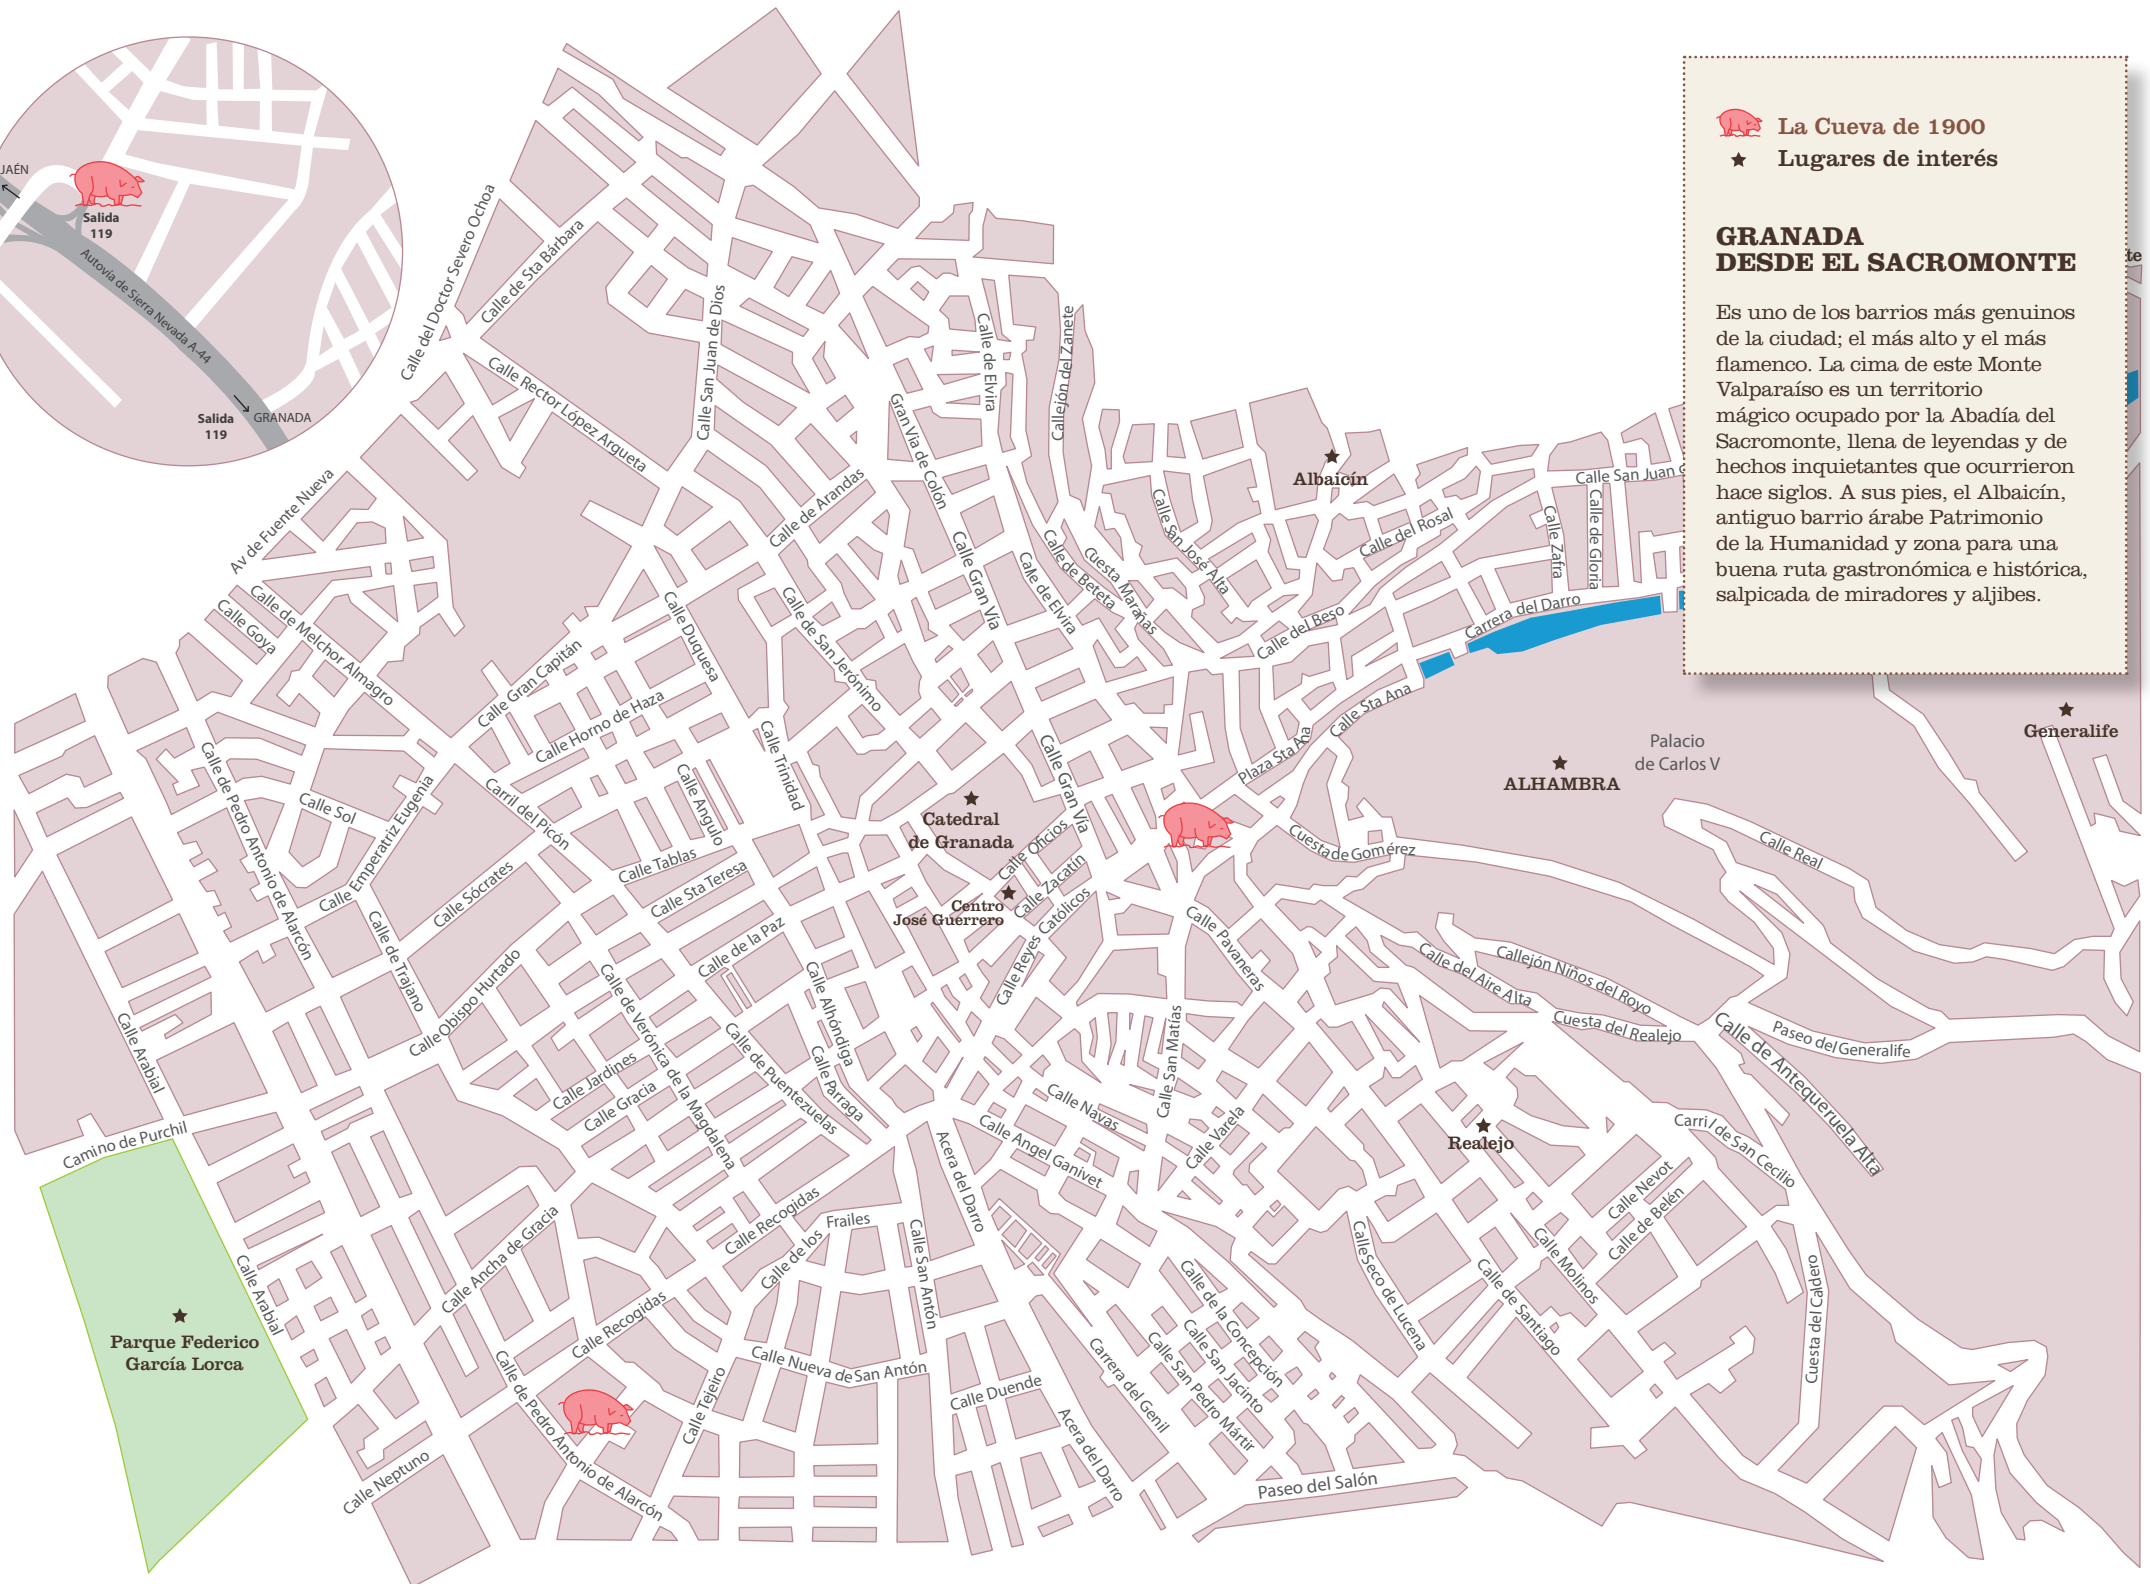 JAÉN
Salida
119
Autovía de Sierra Nevada A-44
Salida
119
GRANADA
La Cueva de 1900
Lugares de interés
GRANADA
DESDE EL SACROMONTE
Es uno de los barrios más genuinos
de la ciudad; el más alto y el más
flamenco. La cima de este Monte
Valparaíso es un territorio
mágico ocupado por la Abadía del
Sacromonte, llena de leyendas y de
hechos inquietantes que ocurrieron
hace siglos. A sus pies, el Albaicín,
antiguo barrio árabe Patrimonio
de la Humanidad y zona para una
buena ruta gastronómica e histórica,
salpicada de miradores y aljibes.
te
Calle del Doctor Severo Ochoa
Calle de Sta Bárbara
Calle San Juan de Dios
Calle Rector López Argueta
Calle de Elvira
Callejón del Zanete
Gran Vía de Colón
Calle de Arandas
Av de Fuente Nueva
Albaicín
Calle San Juan
Calle San José Alta
Calle del Rosal
Calle Zafra
Calle de Gloria
Calle Gran Vía
Calle de Elvira
Calle de Beteta
Cuesta Marañas
Calle de Melchor Almagro
Calle Goya
Calle Duquesa
Calle de San Jerónimo
Calle del Beso
Carrera del Darro
Calle Gran Capitán
Calle Horno de Haza
Calle Sta Ana
Plaza Sta Ana
Generalife
Palacio
de Carlos V
ALHAMBRA
Calle Trinidad
Calle Gran Vía
Calle de Pedro Antonio de Alarcón
Calle Sol
Calle Emperatriz Eugenia
Carril del Picón
Calle Angulo
Catedral
de Granada
Calle Oficios
Calle Zacatín
Centro
José Guerrero
Calle Reyes Católicos
Cuesta de Gomérez
Calle Real
Calle Tablas
Calle Sta Teresa
Calle Sócrates
Calle de Trajano
Calle de la Paz
Calle Pavaneras
Calle Obispo Hurtado
Calle de Verónica de la Magdalena
Calle Alhóndiga
Calle del Aire Alta
Callejón Niños del Royo
Cuesta del Realejo
Calle de Antequeruela Alta
Paseo del Generalife
Calle Arabial
Calle Jardines
Calle Gracia
Calle de Puentezuelas
Calle Parraga
Calle San Matías
Calle Navas
Calle Varela
Calle Angel Ganivet
Acera del Darro
Realejo
Carril de San Cecilio
Camino de Purchil
Calle Nevot
Calle de Belén
Calle Recogidas
Calle de los
Frailes
Calle San Antón
Calle Ancha de Gracia
Calle Arabial
Calle Molinos
Calle Seco de Lucena
Calle de Santiago
Cuesta del Caidero
Parque Federico
García Lorca
Calle Recogidas
Calle de la Concepción
Calle San Jacinto
Calle San Pedro Mártir
Carrera del Genil
Calle Nueva de San Antón
Calle Duende
Calle Tejeiro
Calle de Pedro Antonio de Alarcón
Acera del Darro
Calle Neptuno
Paseo del Salón